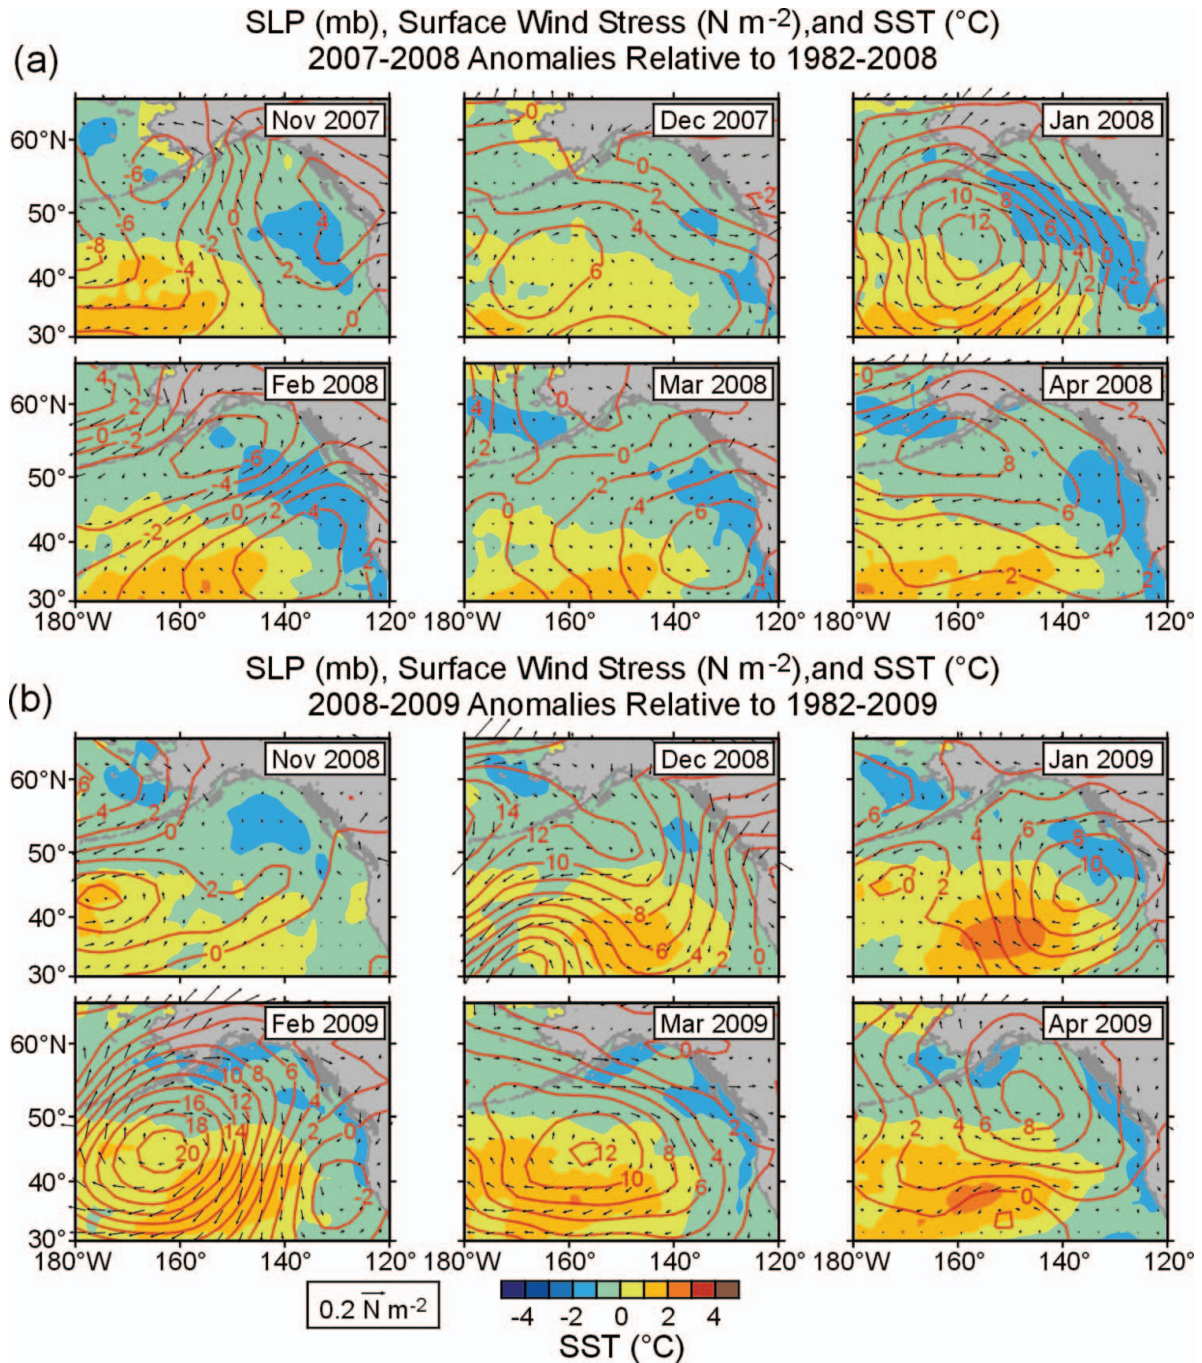 SLP (mb), Surface Wind Stress (N m-2),and SST (°C)
(a) 2007-2008 Anomalies Relative to 1982-2008
Nov 2007 Dec 2007 Jan 2008
60°N
50°
40°
30°
-6 -6 -8 -4 -2 0 2 4 0
0 0 2 4 6 -2
10 8 12 6 4 0 2 -2
Feb 2008 Mar 2008 Apr 2008
60°N
50°
40°
30°
4 2 0 -2 -6 -4 0 2 4 -2 2
4 2 0 0 2 0 4 6 4
0 2 8 6 4 2 2
180°W 160° 140° 120° 180°W 160° 140° 120° 180°W 160° 140° 120°
SLP (mb), Surface Wind Stress (N m-2),and SST (°C)
(b) 2008-2009 Anomalies Relative to 1982-2009
Nov 2008 Dec 2008 Jan 2009
60°N
50°
40°
30°
6 4 2 0 -2 0
14 12 10 8 6 4 2 0
6 4 6 8 10 0 2
Feb 2009 Mar 2009 Apr 2009
60°N
50°
40°
30°
10 8 6 16 12 4 18 14 2 0 20 -2
0 2 12 8 4 10 6
2 4 6 8 0
180°W 160° 140° 120° 180°W 160° 140° 120° 180°W 160° 140° 120°
0.2 N m-2
-4 -2 0 2 4
SST (°C)